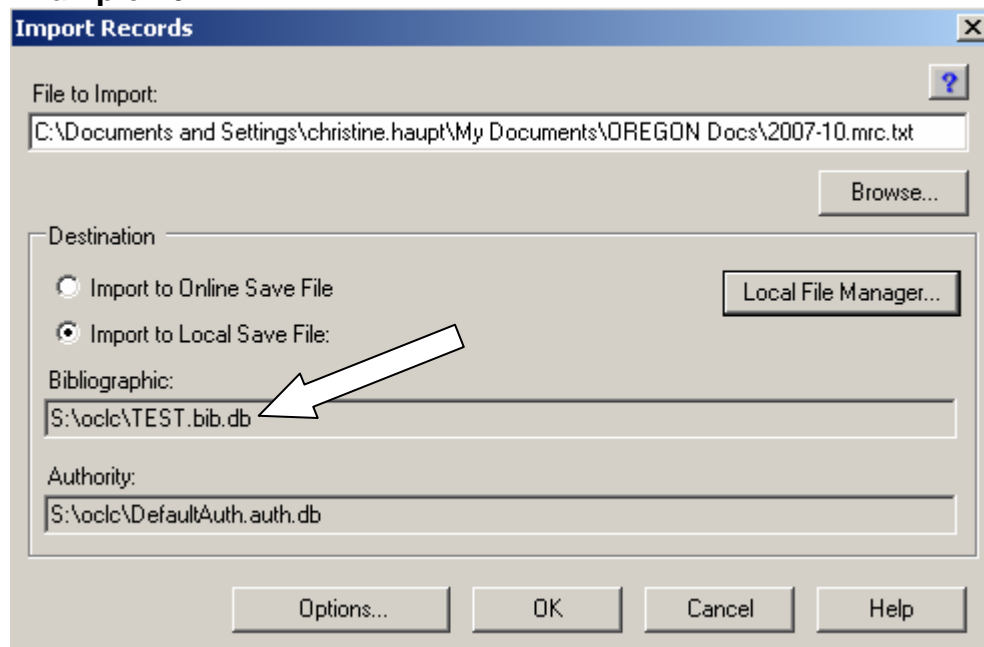 Import Records
File to Import:
C:\Documents and Settings\christine.haupt\My Documents\OREGON Docs\2007-10.mrc.txt
Browse...
Destination
Import to Online Save File
Local File Manager...
Import to Local Save File:
Bibliographic:
S:\oclc\TEST.bib.db
Authority:
S:\oclc\DefaultAuth.auth.db
Options...
OK
Cancel
Help